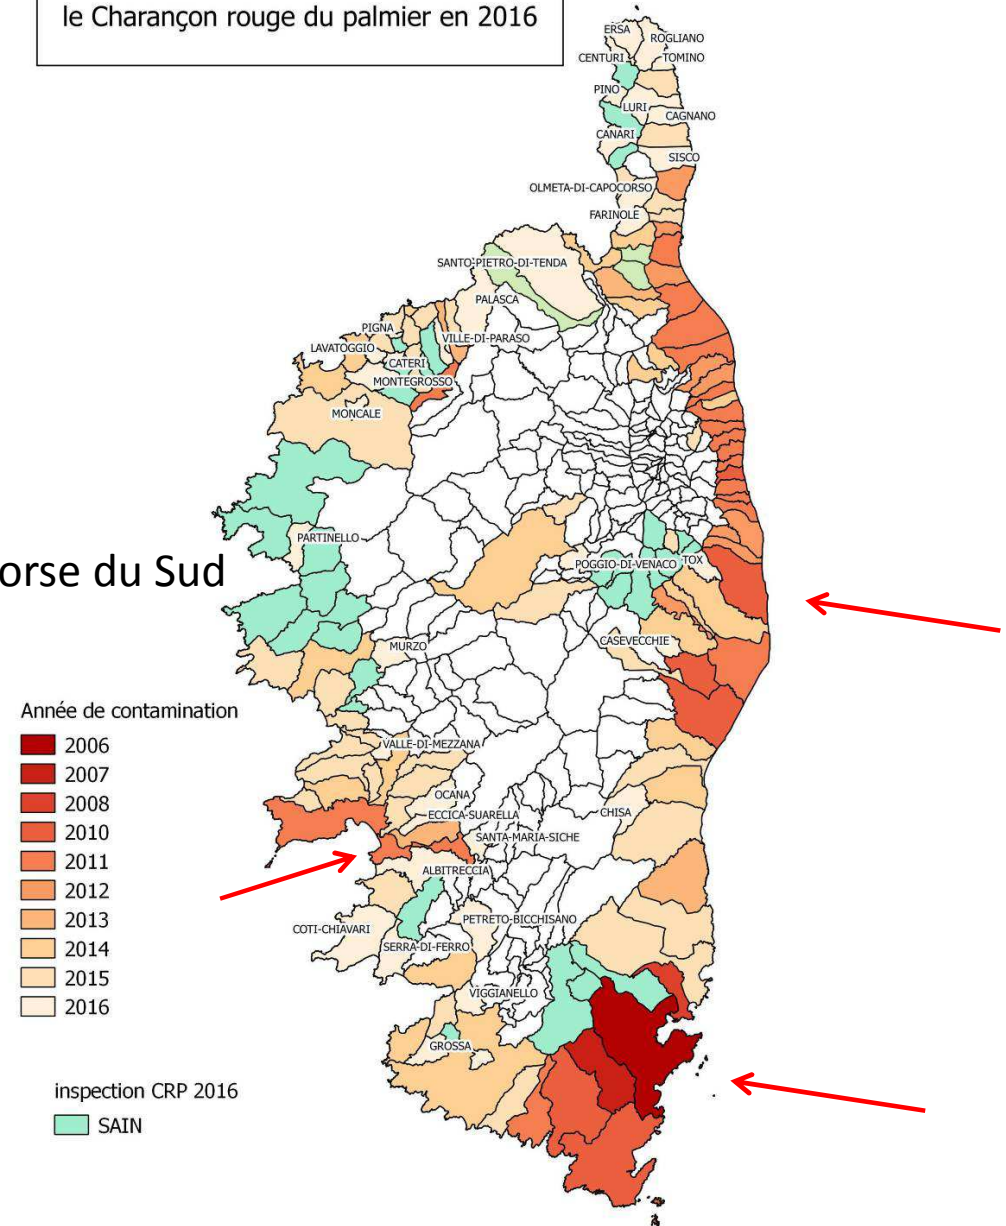 le Charançon rouge du palmier en 2016
ERSA
ROGLIANO
CENTURI
TOMINO
PINO
LURI
CAGNANO
CANARI
SISCO
OLMETA-DI-CAPOCORSO
FARINOLE
SANTO-PIETRO-DI-TENDA
PALASCA
PIGNA
VILLE-DI-PARASO
LAVATOGGIO
CATERI
MONTEGROSSO
MONCALE
PARTINELLO
POGGIO-DI-VENACO
TOX
orse du Sud
CASEVECCHIE
MURZO
Année de contamination
2006
2007
2008
2010
2011
2012
2013
2014
2015
2016
VALLE-DI-MEZZANA
OCANA
ECCICA-SUARELLA
CHISA
SANTA-MARIA-SICHE
ALBITRECCIA
PETRETO-BICCHISANO
COTI-CHIAVARI
SERRA-DI-FERRO
VIGGIANELLO
GROSSA
inspection CRP 2016
SAIN